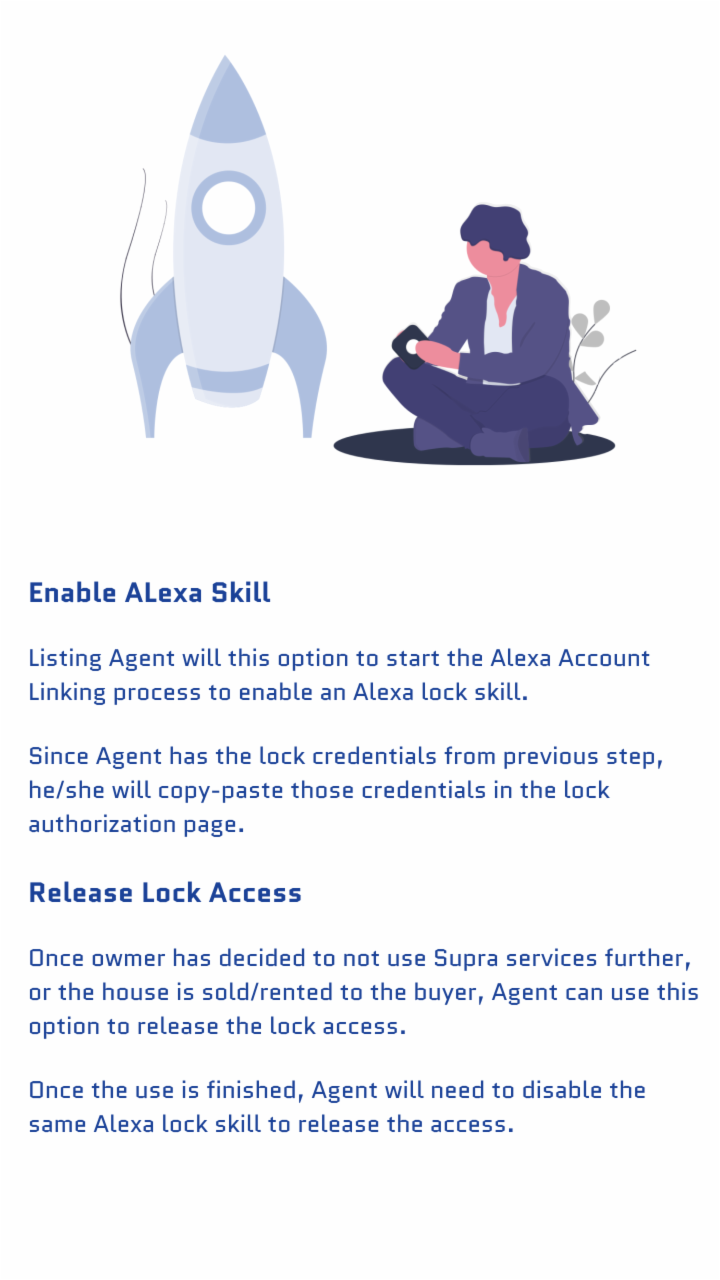 Enable ALexa Skill
Listing Agent will this option to start the Alexa Account
Linking process to enable an Alexa lock skill.
Since Agent has the lock credentials from previous step,
he/she will copy-paste those credentials in the lock
authorization page.
Release Lock Access
Once owmer has decided to not use Supra services further,
or the house is sold/rented to the buyer, Agent can use this
option to release the lock access.
Once the use is finished, Agent will need to disable the
same Alexa lock skill to release the access.